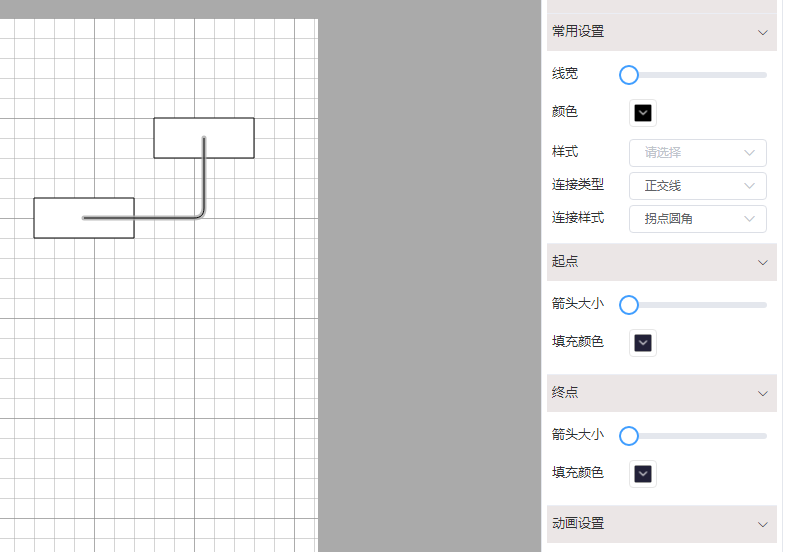 常用设置
线宽
颜色
样式 请选择
连接类型 正交线
连接样式 拐点圆角
起点
箭头大小
填充颜色
终点
箭头大小
填充颜色
动画设置